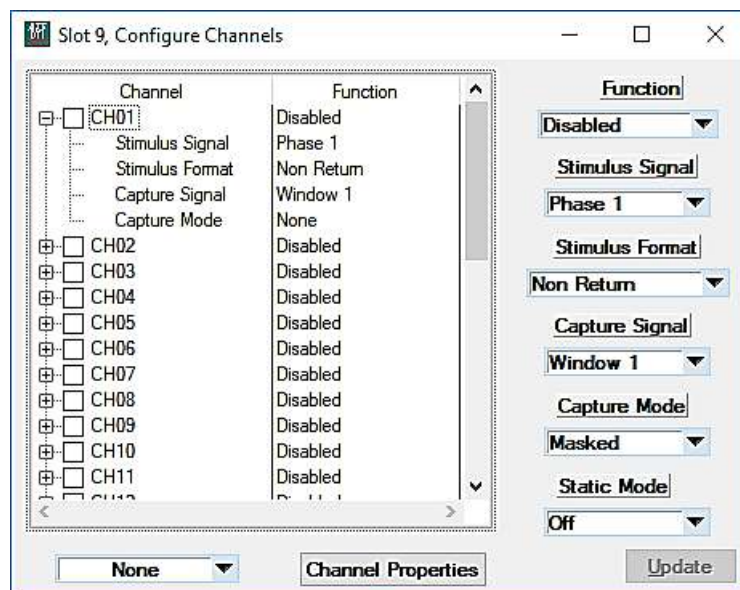 Slot 9, Configure Channels
Channel Function
CH01 Disabled
Stimulus Signal Phase 1
Stimulus Format Non Return
Capture Signal Window 1
Capture Mode None
CH02 Disabled
CH03 Disabled
CH04 Disabled
CH05 Disabled
CH06 Disabled
CH07 Disabled
CH08 Disabled
CH09 Disabled
CH10 Disabled
CH11 Disabled
Function
Disabled
Stimulus Signal
Phase 1
Stimulus Format
Non Return
Capture Signal
Window 1
Capture Mode
Masked
Static Mode
Off
None
Channel Properties
Update